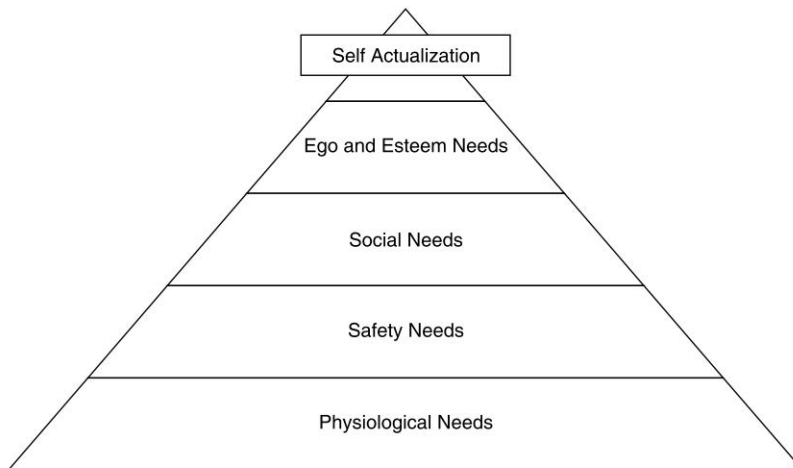 Self Actualization
Ego and Esteem Needs
Social Needs
Safety Needs
Physiological Needs